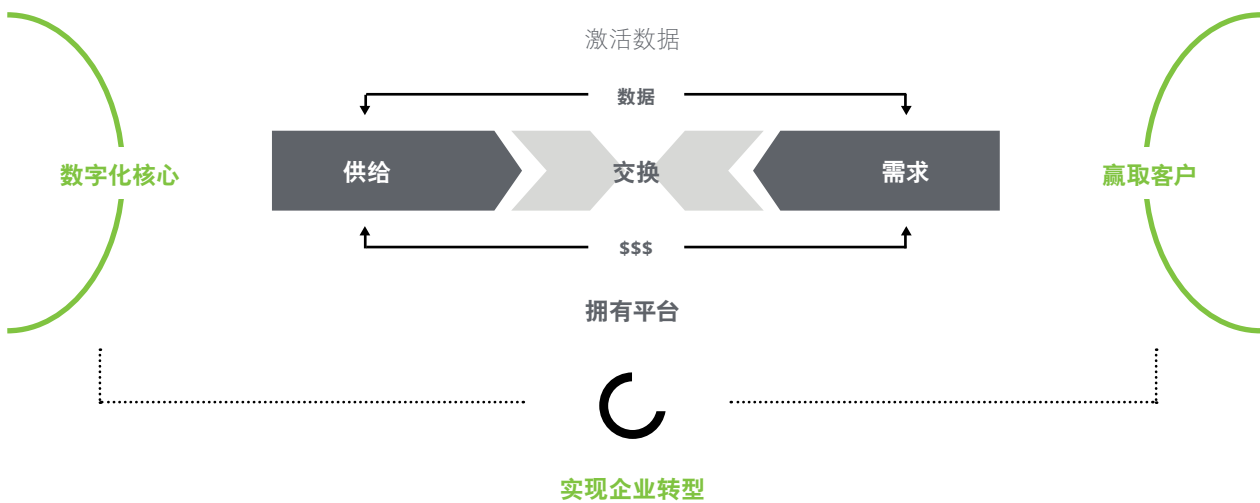 激活数据
数据
数字化核心
供给
交换
需求
赢取客户
$$$
拥有平台
实现企业转型